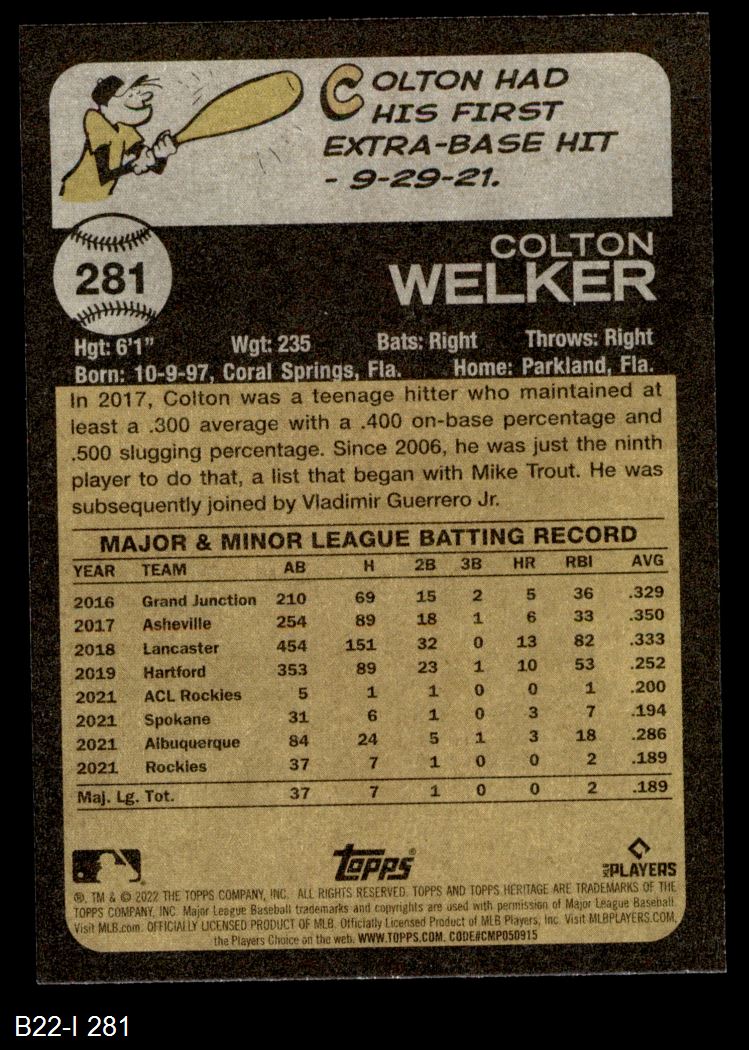 COLTON HAD
HIS FIRST
EXTRA-BASE HIT
- 9-29-21.
281
COLTON
WELKER
Hgt: 6'1" Wgt: 235 Bats: Right Throws: Right
Born: 10-9-97, Coral Springs, Fla. Home: Parkland, Fla.
In 2017, Colton was a teenage hitter who maintained at
least a .300 average with a .400 on-base percentage and
.500 slugging percentage. Since 2006, he was just the ninth
player to do that, a list that began with Mike Trout. He was
subsequently joined by Vladimir Guerrero Jr.
MAJOR & MINOR LEAGUE BATTING RECORD
YEAR TEAM AB H 2B 3B HR RBI AVG
2016 Grand Junction 210 69 15 2 5 36 .329
2017 Asheville 254 89 18 1 6 33 .350
2018 Lancaster 454 151 32 0 13 82 .333
2019 Hartford 353 89 23 1 10 53 .252
2021 ACL Rockies 5 1 1 0 0 1 .200
2021 Spokane 31 6 1 0 3 7 .194
2021 Albuquerque 84 24 5 1 3 18 .286
2021 Rockies 37 7 1 0 0 2 .189
Maj. Lg. Tot. 37 7 1 0 0 2 .189
Topps® MLB PLAYERS
®, TM & © 2022 THE TOPPS COMPANY, INC. ALL RIGHTS RESERVED. TOPPS AND TOPPS HERITAGE ARE TRADEMARKS OF THE
TOPPS COMPANY, INC. Major League Baseball trademarks and copyrights are used with permission of Major League Baseball.
Visit MLB.com. OFFICIALLY LICENSED PRODUCT OF MLB Players, Inc. Visit MLBPLAYERS.COM,
the Players Choice on the web. WWW.TOPPS.COM. CODE#CMP050915
B22-I 281